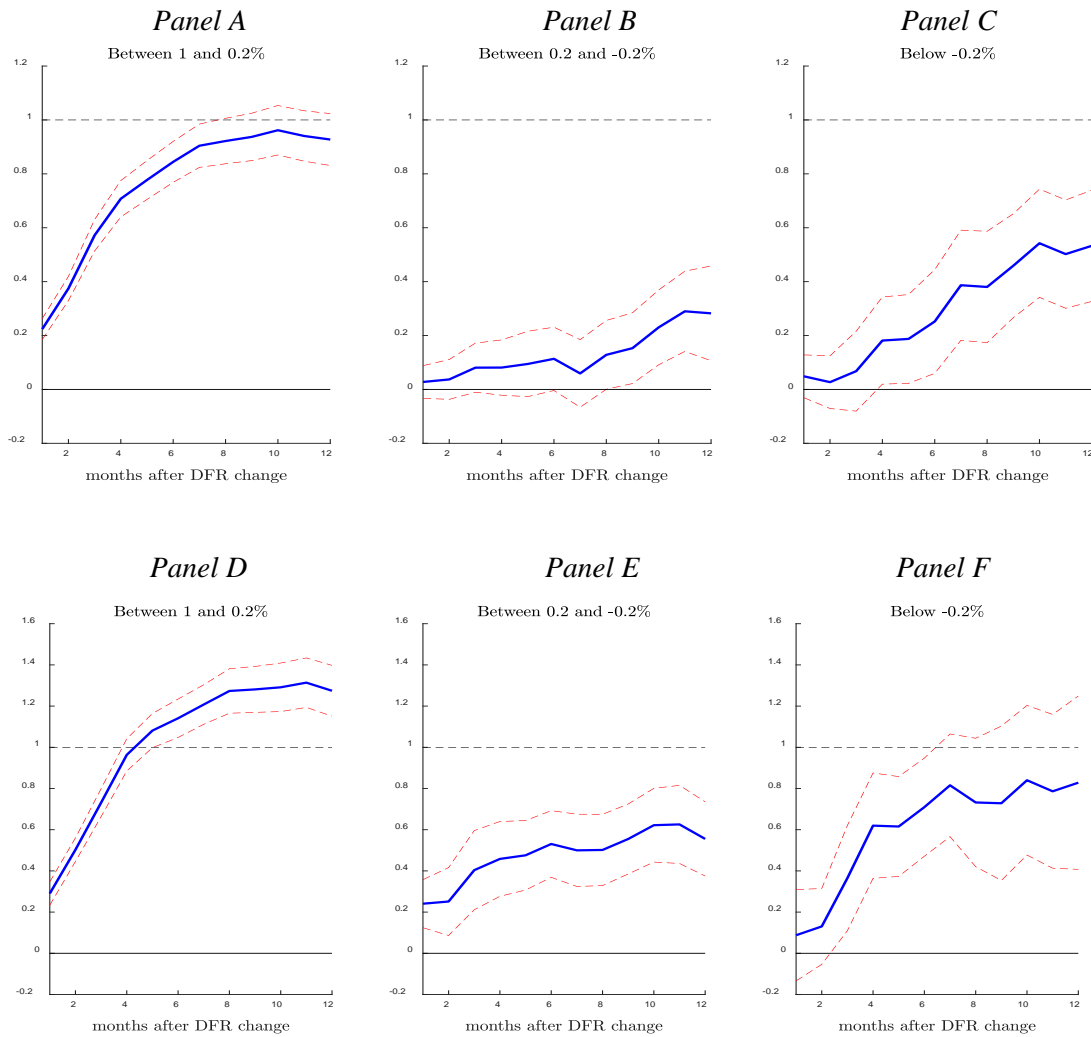 Panel A
Between 1 and 0.2%
1.2
1
0.8
0.6
0.4
0.2
0
-0.2
2 4 6 8 10 12
months after DFR change
Panel B
Between 0.2 and -0.2%
1.2
1
0.8
0.6
0.4
0.2
0
-0.2
2 4 6 8 10 12
months after DFR change
Panel C
Below -0.2%
1.2
1
0.8
0.6
0.4
0.2
0
-0.2
2 4 6 8 10 12
months after DFR change
Panel D
Between 1 and 0.2%
1.6
1.4
1.2
1
0.8
0.6
0.4
0.2
0
-0.2
2 4 6 8 10 12
months after DFR change
Panel E
Between 0.2 and -0.2%
1.6
1.4
1.2
1
0.8
0.6
0.4
0.2
0
-0.2
2 4 6 8 10 12
months after DFR change
Panel F
Below -0.2%
1.6
1.4
1.2
1
0.8
0.6
0.4
0.2
0
-0.2
2 4 6 8 10 12
months after DFR change